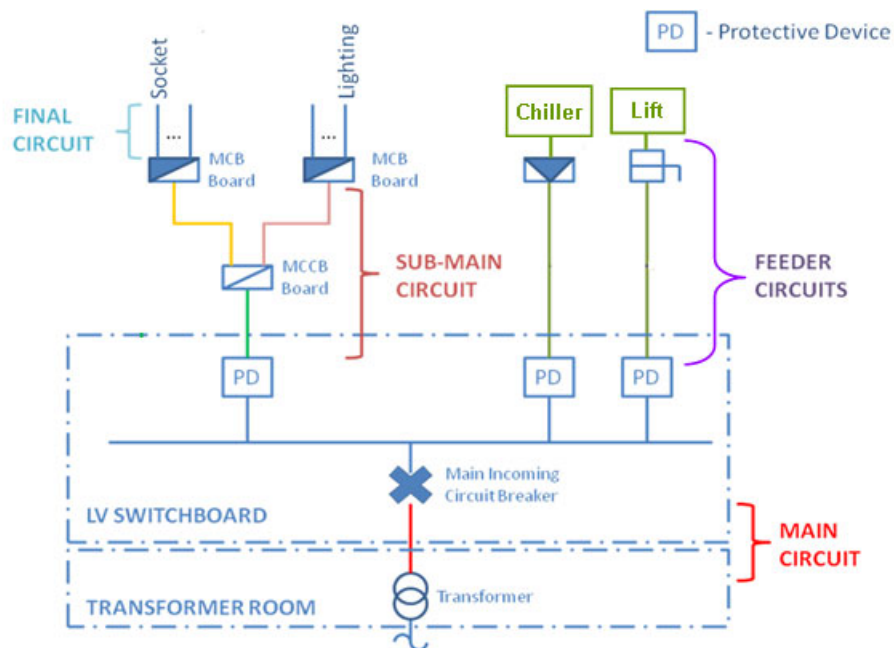 PD - Protective Device
Socket
Lighting
Chiller
Lift
FINAL
CIRCUIT
...
...
MCB
Board
MCB
Board
MCCB
Board
SUB-MAIN
CIRCUIT
FEEDER
CIRCUITS
PD
PD
PD
Main Incoming
Circuit Breaker
LV SWITCHBOARD
MAIN
CIRCUIT
Transformer
TRANSFORMER ROOM